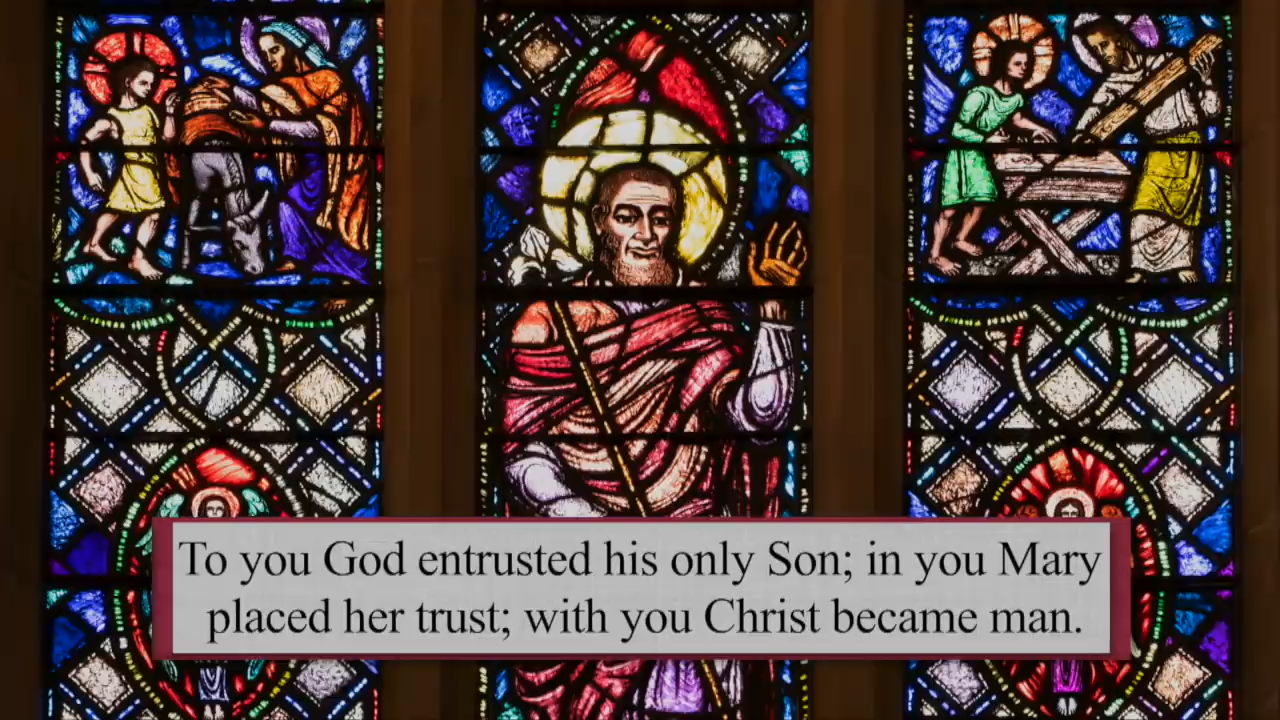 To you God entrusted his only Son; in you Mary
placed her trust; with you Christ became man.